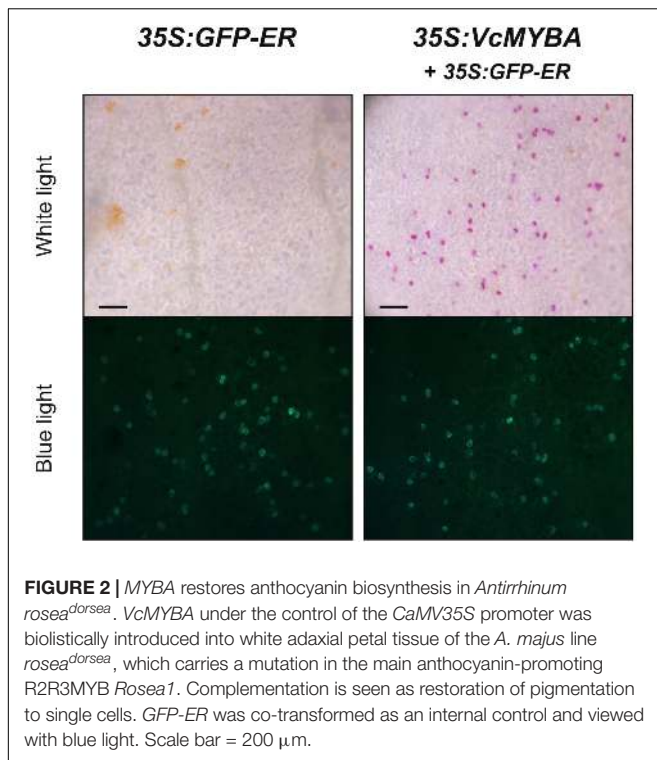 35S:GFP-ER
35S:VcMYBA
+ 35S:GFP-ER
White light
Blue light
FIGURE 2 | MYBA restores anthocyanin biosynthesis in Antirrhinum
rosea^dorsea. VcMYBA under the control of the CaMV35S promoter was
biolistically introduced into white adaxial petal tissue of the A. majus line
rosea^dorsea, which carries a mutation in the main anthocyanin-promoting
R2R3MYB Rosea1. Complementation is seen as restoration of pigmentation
to single cells. GFP-ER was co-transformed as an internal control and viewed
with blue light. Scale bar = 200 μm.